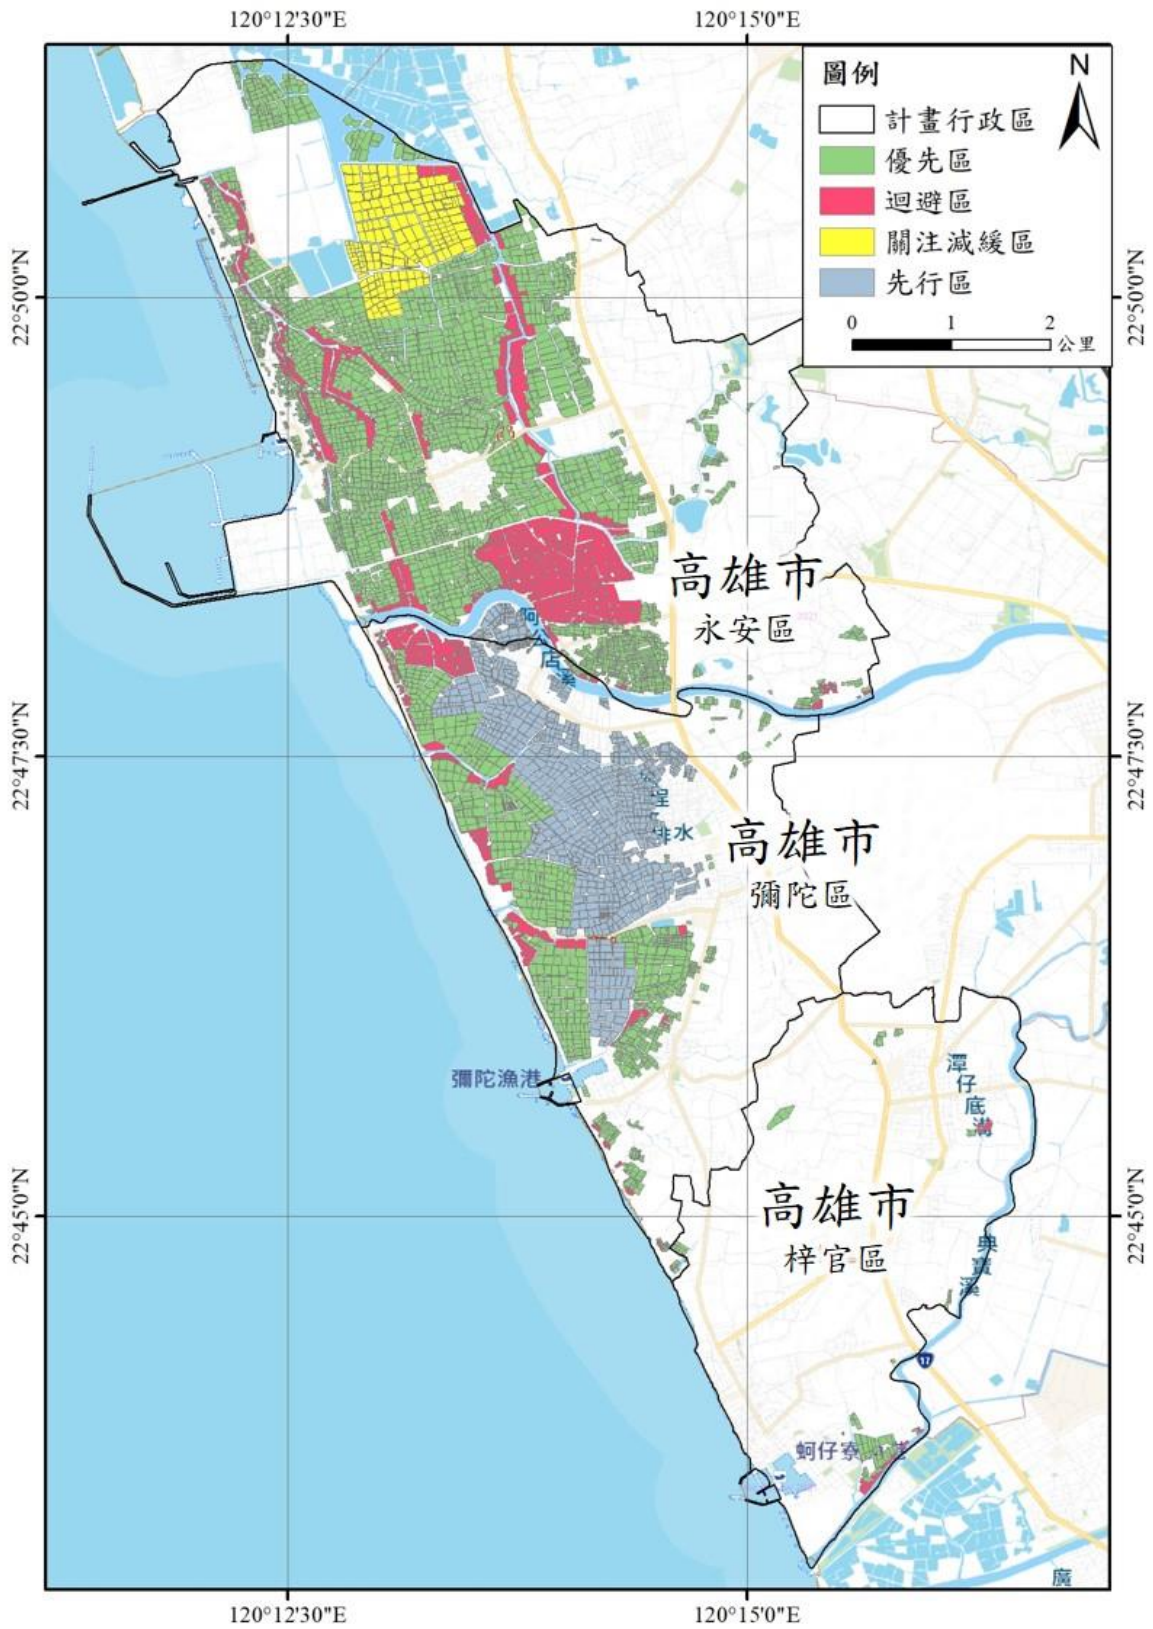 120°12'30"E
120°15'0"E
圖例
N
計畫行政區
優先區
迴避區
關注減緩區
先行區
0 1 2 公里
22°50'0"N
22°50'0"N
高雄市
永安區
阿公店溪
22°47'30"N
22°47'30"N
排水
高雄市
彌陀區
彌陀漁港
潭仔底溝
22°45'0"N
22°45'0"N
高雄市
梓官區
典寶溪
17
蚵仔寮
廣
120°12'30"E
120°15'0"E